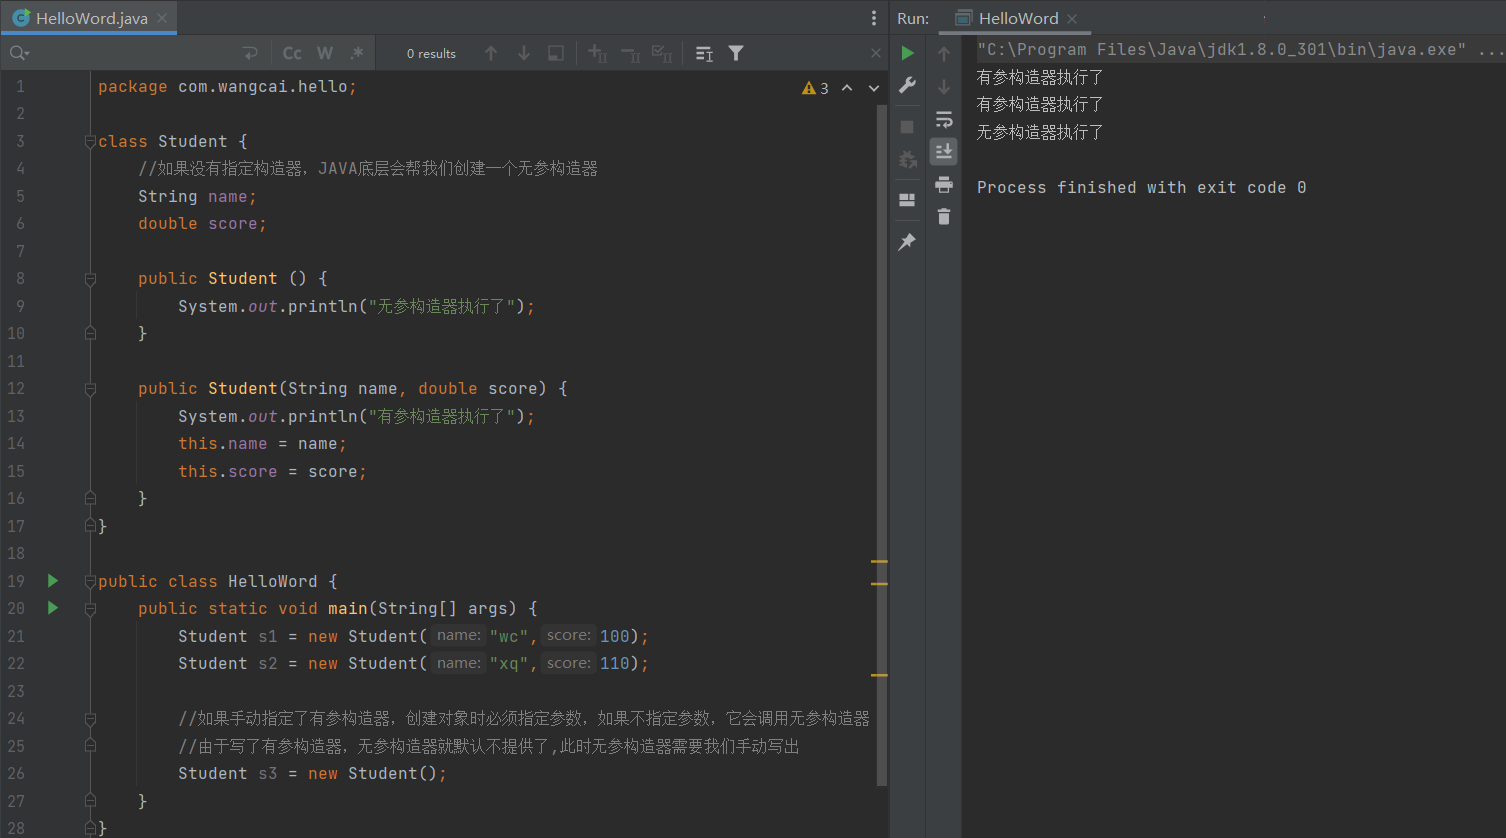 HelloWord.java
Cc W .* 0 results
3
1 package com.wangcai.hello;
2
3 class Student {
4 //如果没有指定构造器，JAVA底层会帮我们创建一个无参构造器
5 String name;
6 double score;
7
8 public Student () {
9 System.out.println("无参构造器执行了");
10 }
11
12 public Student(String name, double score) {
13 System.out.println("有参构造器执行了");
14 this.name = name;
15 this.score = score;
16 }
17 }
18
19 public class HelloWord {
20 public static void main(String[] args) {
21 Student s1 = new Student( name: "wc", score: 100);
22 Student s2 = new Student( name: "xq", score: 110);
23
24 //如果手动指定了有参构造器，创建对象时必须指定参数，如果不指定参数，它会调用无参构造器
25 //由于写了有参构造器，无参构造器就默认不提供了,此时无参构造器需要我们手动写出
26 Student s3 = new Student();
27 }
28 }
Run: HelloWord
"C:\Program Files\Java\jdk1.8.0_301\bin\java.exe" ...
有参构造器执行了
有参构造器执行了
无参构造器执行了
Process finished with exit code 0